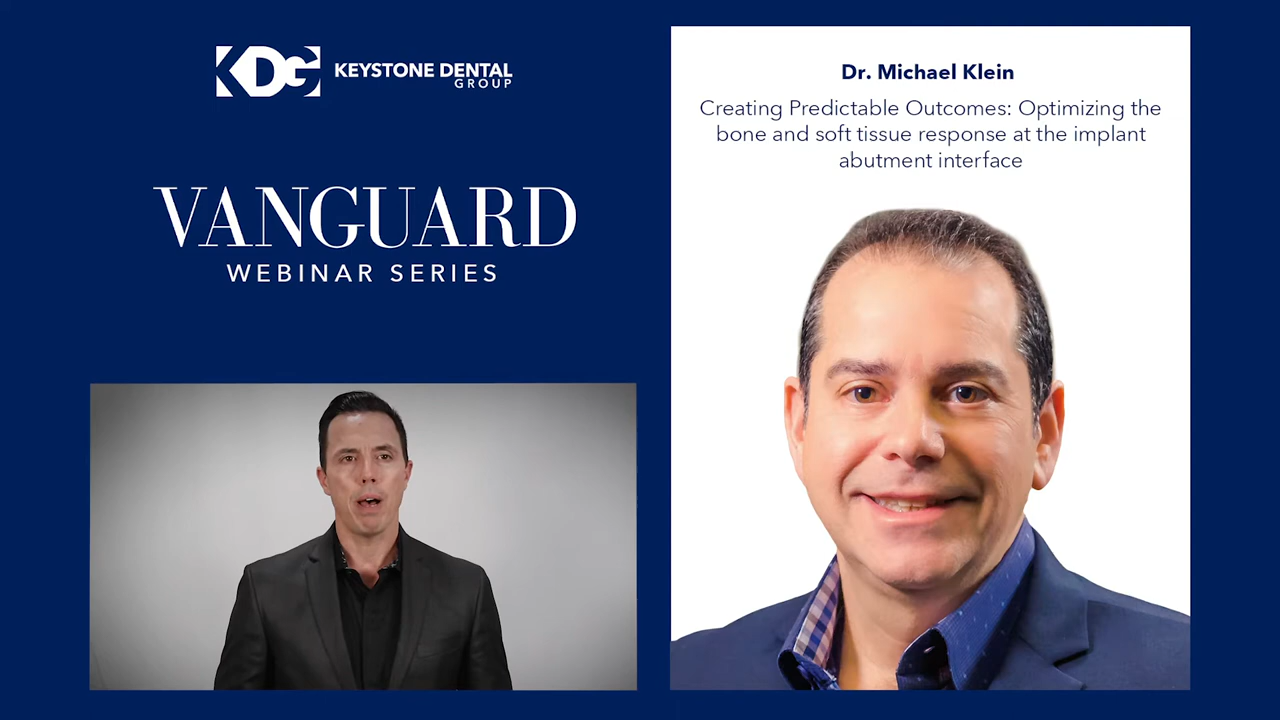 KDG KEYSTONE DENTAL
GROUP
VANGUARD
WEBINAR SERIES
Dr. Michael Klein
Creating Predictable Outcomes: Optimizing the
bone and soft tissue response at the implant
abutment interface